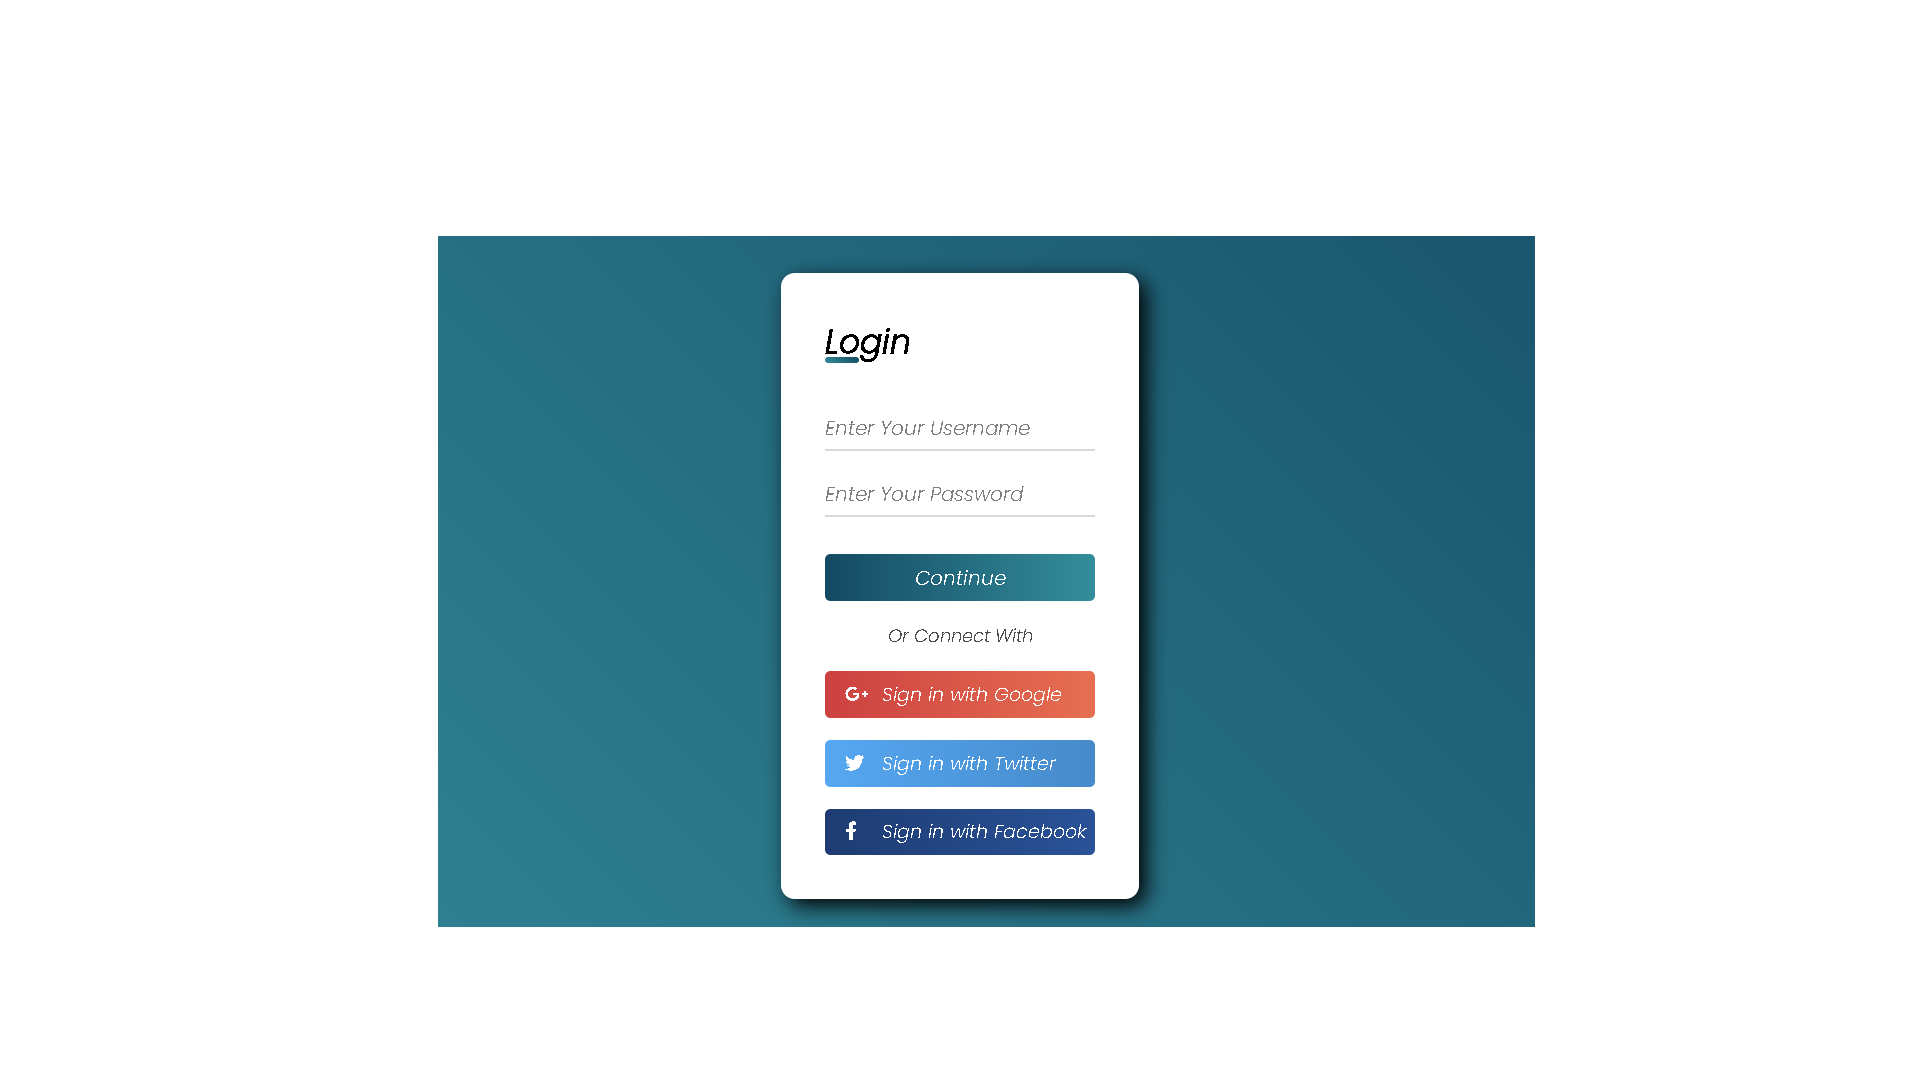 Login
Enter Your Username
Enter Your Password
Continue
Or Connect With
G+ Sign in with Google
Sign in with Twitter
f Sign in with Facebook